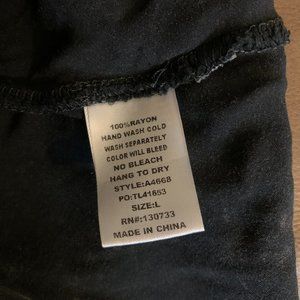 100%RAYON
HAND WASH COLD
WASH SEPARATELY
COLOR WILL BLEED
NO BLEACH
HANG TO DRY
STYLE:A4668
PO:TL41653
SIZE:L
RN#:130733
MADE IN CHINA